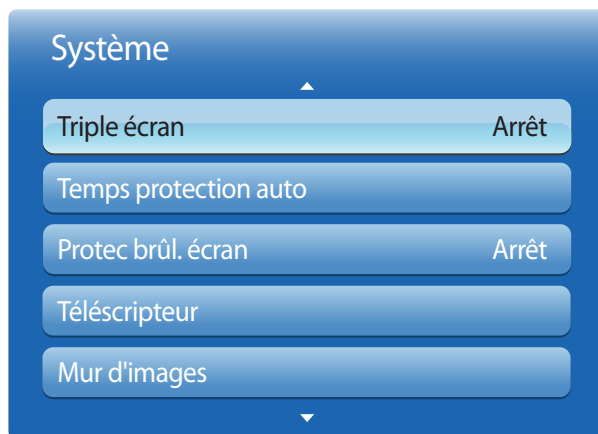 Système
Triple écran Arrêt
Temps protection auto
Protec brûl. écran Arrêt
Téléscripteur
Mur d'images